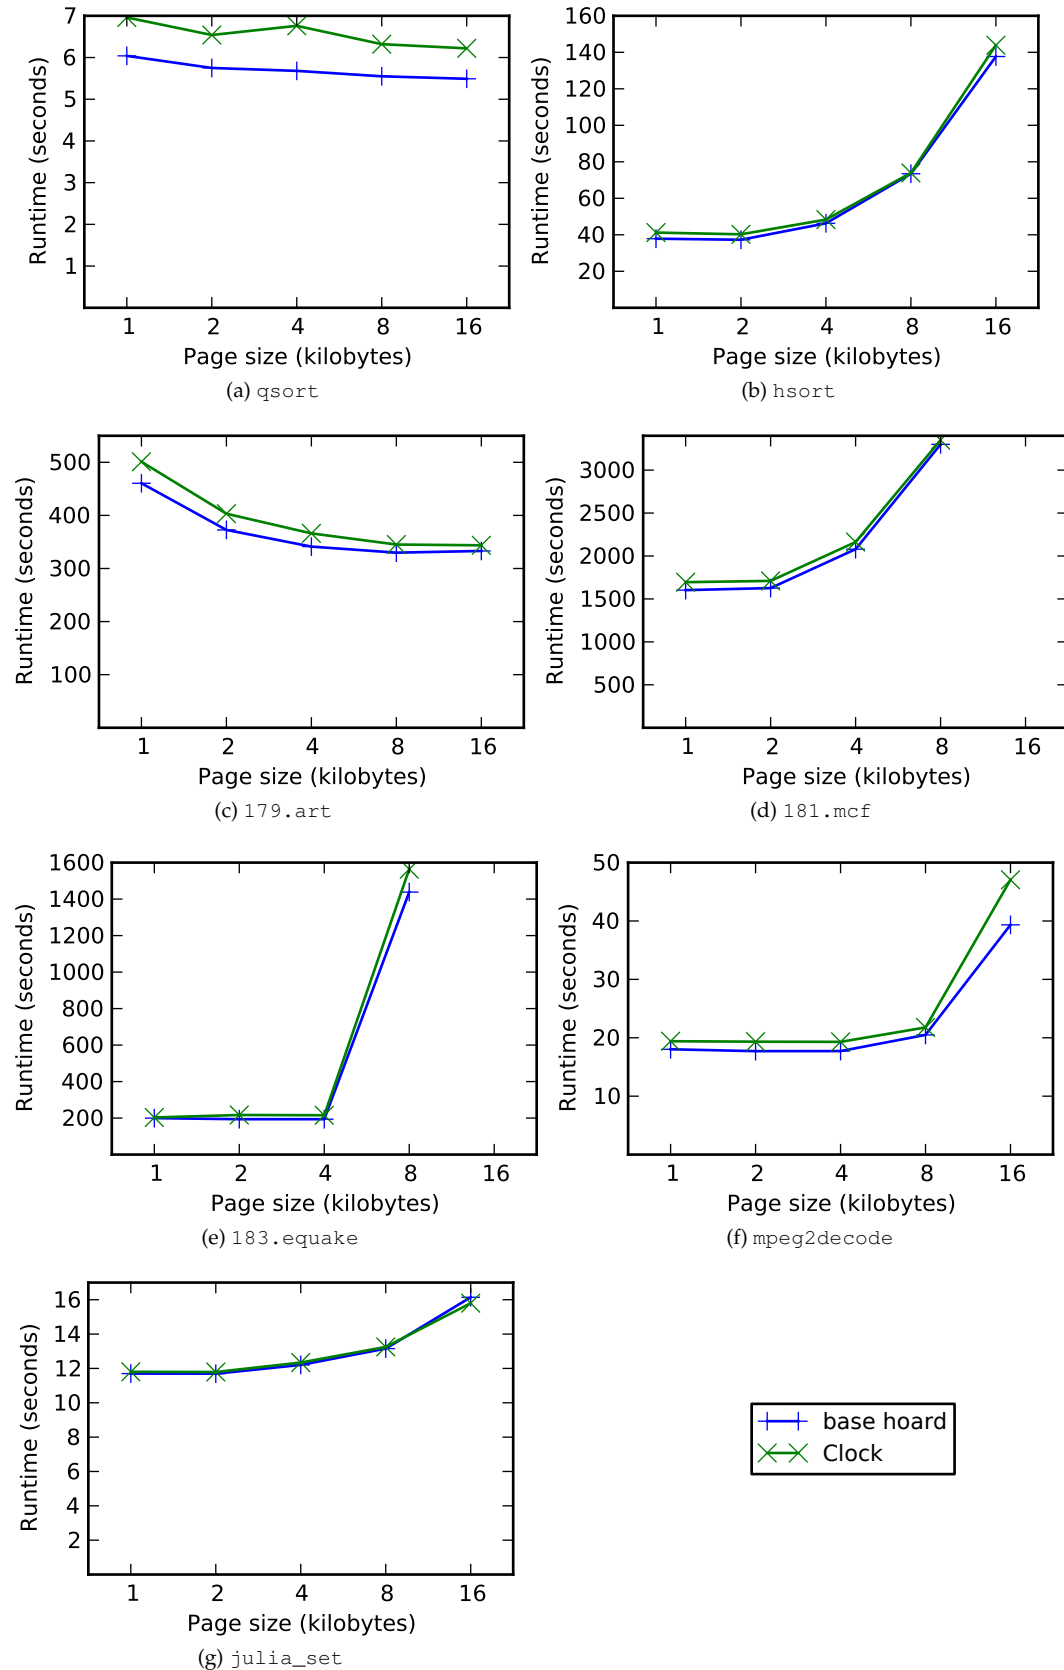 7
6
5
4
3
2
1
Runtime (seconds)
1 2 4 8 16
Page size (kilobytes)
(a) qsort
160
140
120
100
80
60
40
20
Runtime (seconds)
1 2 4 8 16
Page size (kilobytes)
(b) hsort
500
400
300
200
100
Runtime (seconds)
1 2 4 8 16
Page size (kilobytes)
(c) 179.art
3000
2500
2000
1500
1000
500
Runtime (seconds)
1 2 4 8 16
Page size (kilobytes)
(d) 181.mcf
1600
1400
1200
1000
800
600
400
200
Runtime (seconds)
1 2 4 8 16
Page size (kilobytes)
(e) 183.equake
50
40
30
20
10
Runtime (seconds)
1 2 4 8 16
Page size (kilobytes)
(f) mpeg2decode
16
14
12
10
8
6
4
2
Runtime (seconds)
1 2 4 8 16
Page size (kilobytes)
(g) julia_set
base hoard
Clock